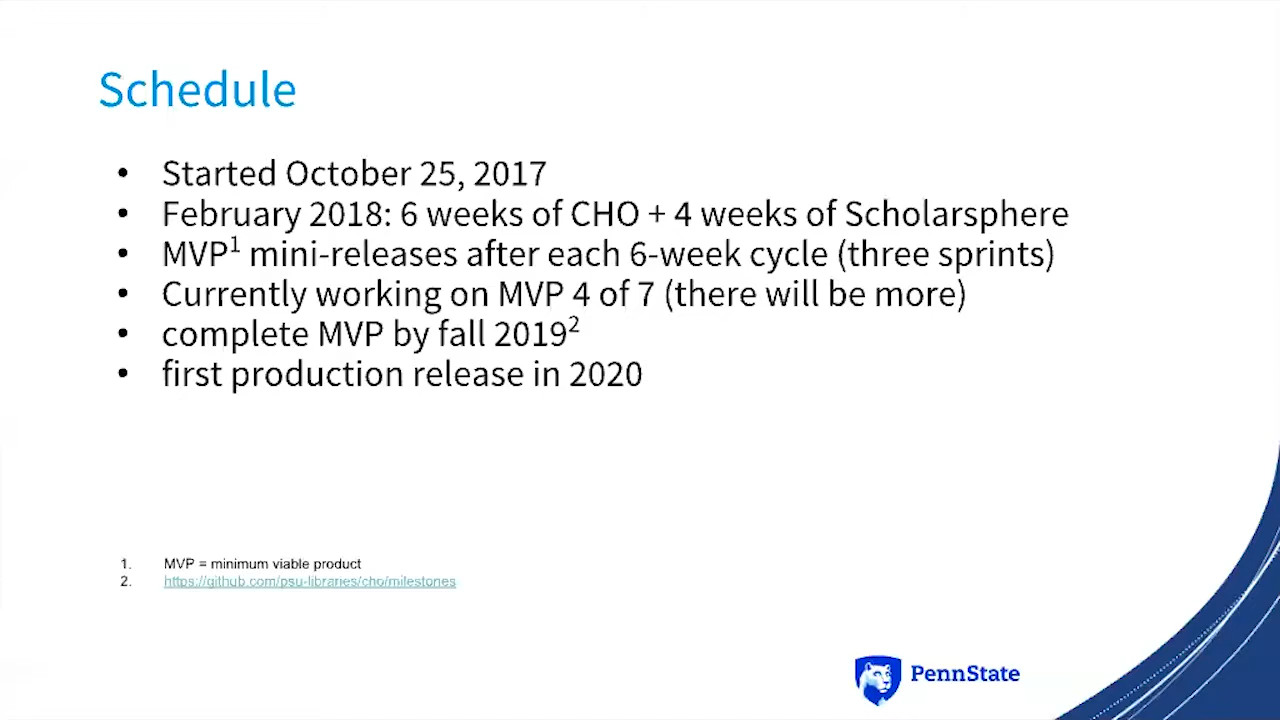 Schedule
• Started October 25, 2017
• February 2018: 6 weeks of CHO + 4 weeks of Scholarsphere
• MVP¹ mini-releases after each 6-week cycle (three sprints)
• Currently working on MVP 4 of 7 (there will be more)
• complete MVP by fall 2019²
• first production release in 2020
1. MVP = minimum viable product
2. https://github.com/psu-libraries/cho/milestones
PennState